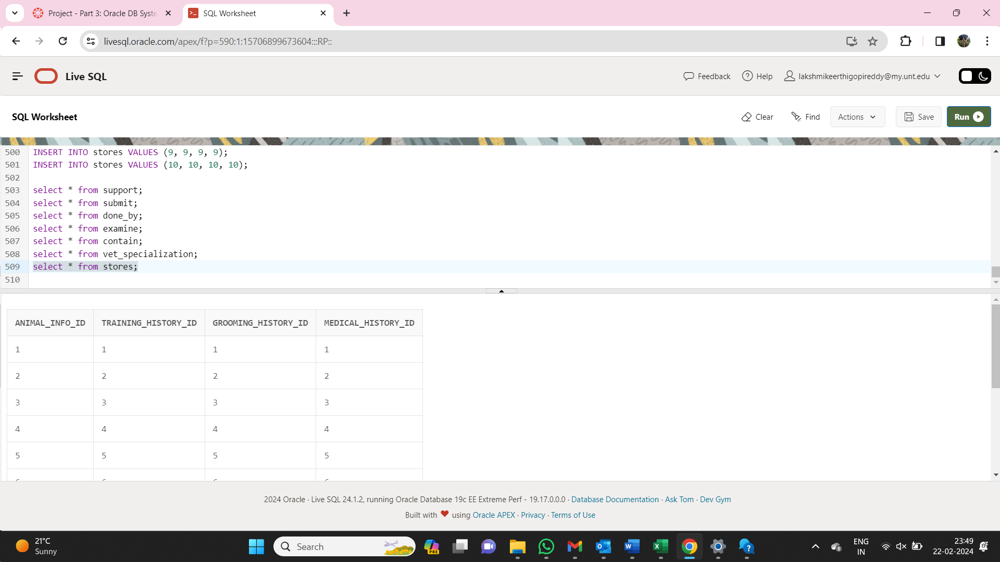 Project - Part 3: Oracle DB Syste
SQL Worksheet
livesql.oracle.com/apex/f?p=590:1:15706899673604:::RP::
Live SQL
Feedback
Help
lakshmikeerthigopireddy@my.unt.edu
SQL Worksheet
Clear
Find
Actions
Save
Run
500 INSERT INTO stores VALUES (9, 9, 9, 9);
501 INSERT INTO stores VALUES (10, 10, 10, 10);
502
503 select * from support;
504 select * from submit;
505 select * from done_by;
506 select * from examine;
507 select * from contain;
508 select * from vet_specialization;
509 select * from stores;
510
ANIMAL_INFO_ID TRAINING_HISTORY_ID GROOMING_HISTORY_ID MEDICAL_HISTORY_ID
1 1 1 1
2 2 2 2
3 3 3 3
4 4 4 4
5 5 5 5
2024 Oracle · Live SQL 24.1.2, running Oracle Database 19c EE Extreme Perf - 19.17.0.0.0 · Database Documentation · Ask Tom · Dev Gym
Built with ❤ using Oracle APEX · Privacy · Terms of Use
21°C
Sunny
Search
PRE
ENG
IN
23:49
22-02-2024